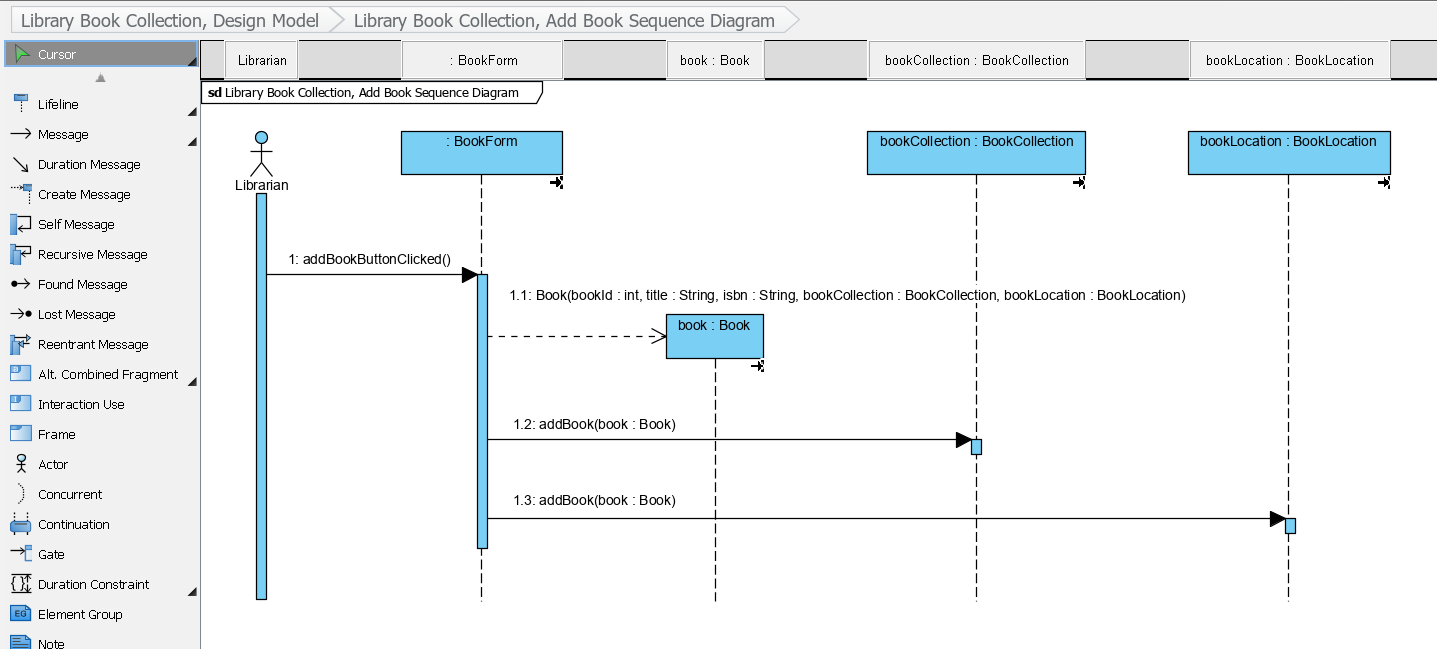 Library Book Collection, Design Model
Library Book Collection, Add Book Sequence Diagram
Cursor
Lifeline
Message
Duration Message
Create Message
Self Message
Recursive Message
Found Message
Lost Message
Reentrant Message
Alt. Combined Fragment
Interaction Use
Frame
Actor
Concurrent
Continuation
Gate
Duration Constraint
EG
Element Group
Note
Librarian
: BookForm
book : Book
bookCollection : BookCollection
bookLocation : BookLocation
sd Library Book Collection, Add Book Sequence Diagram
Librarian
: BookForm
bookCollection : BookCollection
bookLocation : BookLocation
1: addBookButtonClicked()
1.1: Book(bookId : int, title : String, isbn : String, bookCollection : BookCollection, bookLocation : BookLocation)
book : Book
1.2: addBook(book : Book)
1.3: addBook(book : Book)